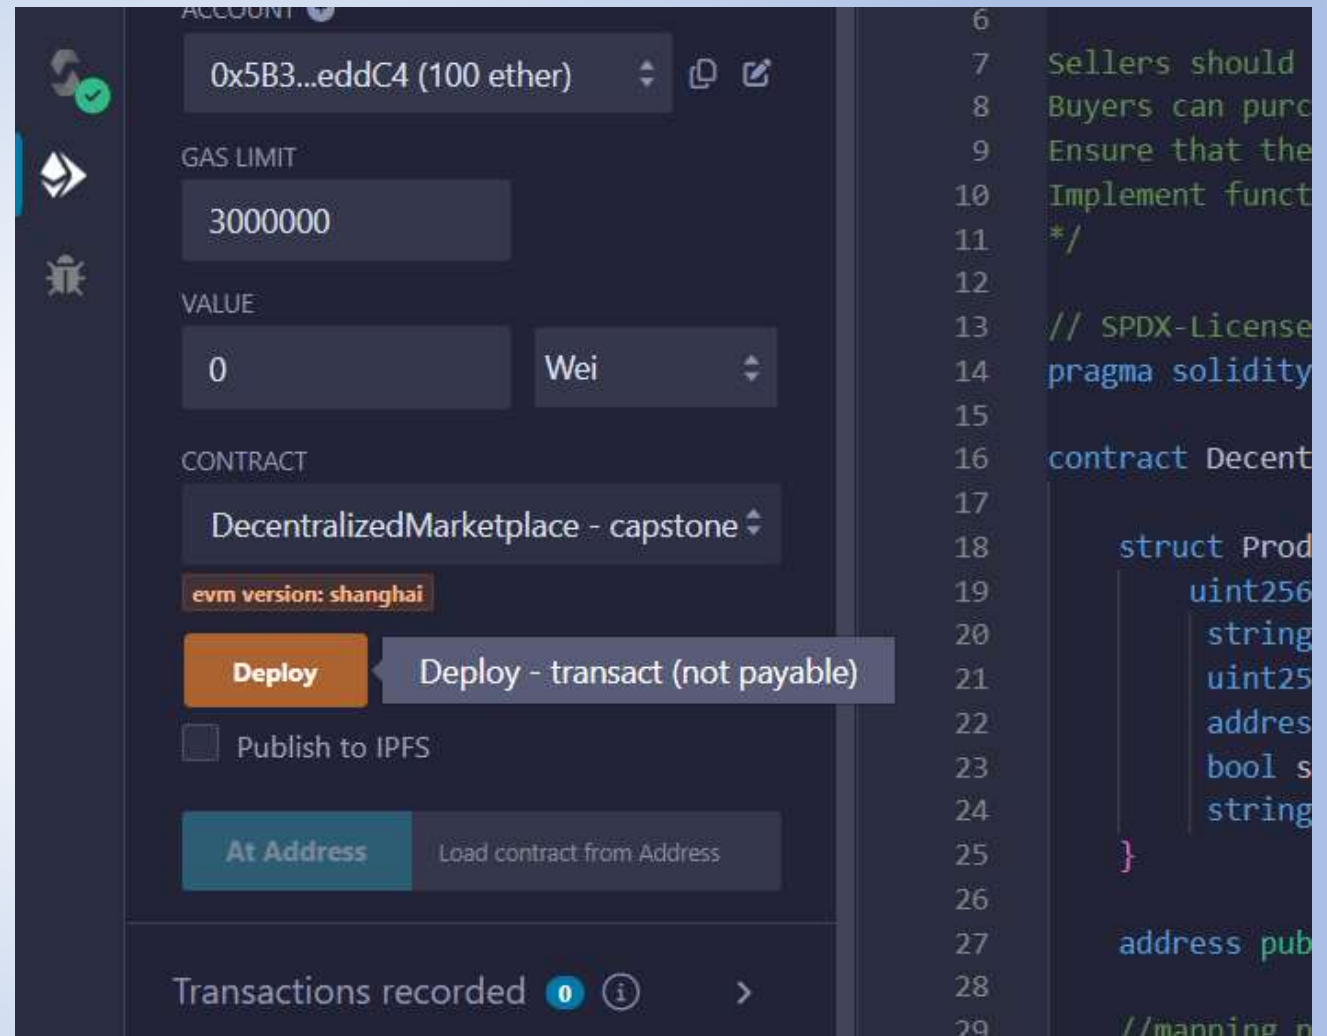 ACCOUNT
0x5B3...eddC4 (100 ether)
GAS LIMIT
3000000
VALUE
0
Wei
CONTRACT
DecentralizedMarketplace - capstone
evm version: shanghai
Deploy
Deploy - transact (not payable)
Publish to IPFS
At Address
Load contract from Address
Transactions recorded 0 i
6
7 Sellers should
8 Buyers can purc
9 Ensure that the
10 Implement funct
11 */
12
13 // SPDX-License
14 pragma solidity
15
16 contract Decent
17
18 struct Prod
19 uint256
20 string
21 uint25
22 addres
23 bool s
24 string
25 }
26
27 address pub
28
29 //mapping